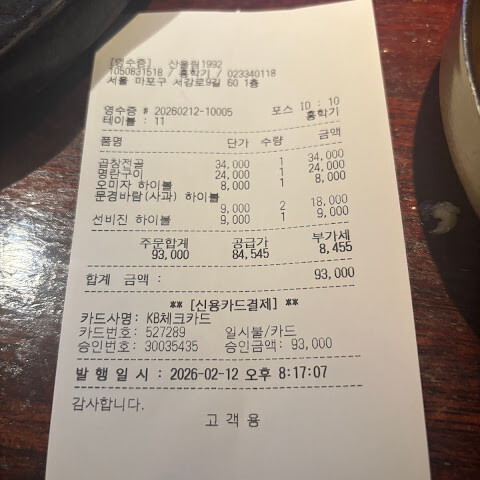 [영수증] 산울림1992
1050831518 / 홍학기 / 023340118
서울 마포구 서강로9길 60 1층
영수증 # 20260212-10005 포스 ID : 10
테이블 : 11 홍학기
품명 단가 수량 금액
곱창전골 34,000 1 34,000
명란구이 24,000 1 24,000
오미자 하이볼 8,000 1 8,000
문경바람(사과) 하이볼
9,000 2 18,000
선비진 하이볼 9,000 1 9,000
주문합계 공급가 부가세
93,000 84,545 8,455
합계 금액 : 93,000
** [신용카드결제] **
카드사명: KB체크카드
카드번호: 527289 일시불/카드
승인번호: 30035435 승인금액: 93,000
발 행 일 시 : 2026-02-12 오후 8:17:07
감사합니다.
고 객 용